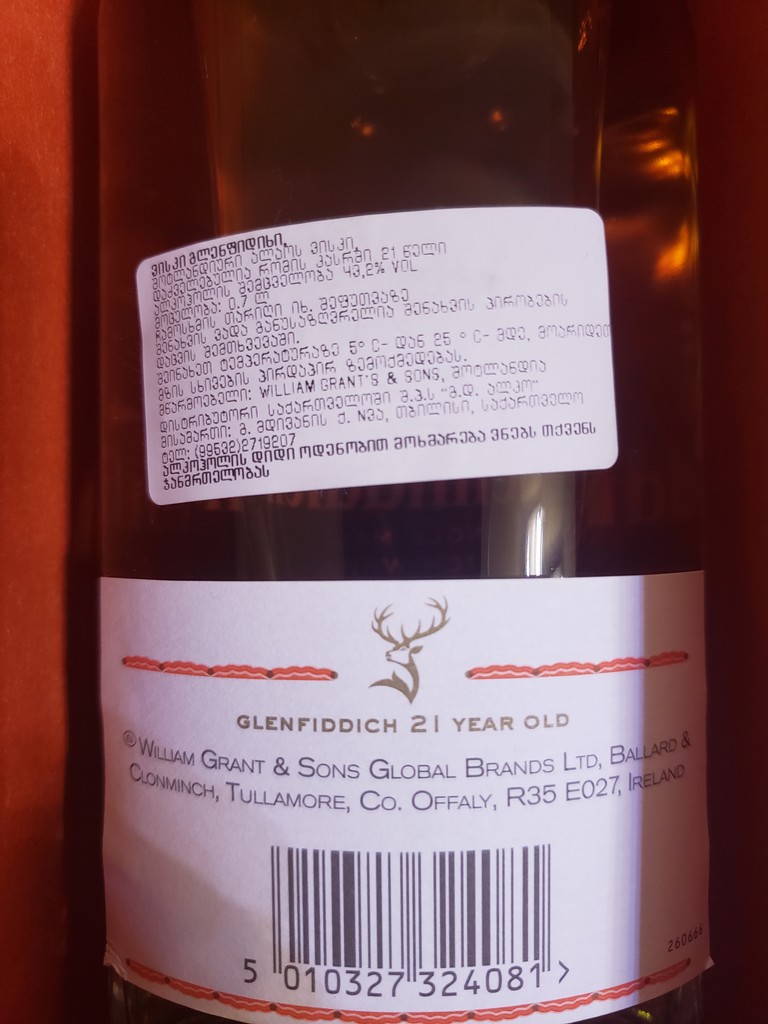 ვისკი გლენფიდიხი,
შოტლანდიური ალაოს ვისკი,
დაძველებულია რომის კასრში 21 წელი
ალკოჰოლის შემცველობა 43,2% VOL
მოცულობა: 0.7 ლ
ჩამოსხმის თარიღი იხ. შეფუთვაზე
შენახვის ვადა განუსაზღვრელია შენახვის პირობების
დაცვის შემთხვევაში.
შეინახეთ ტემპერატურაზე 5° C- დან 25 ° C- მდე, მოარიდეთ
მზის სხივების პირდაპირ ზემოქმედებას.
მწარმოებელი: WILLIAM GRANT'S & SONS, შოტლანდია
დისტრიბუტორი საქართველოში შ.პ.ს "გ.დ. ალკო"
მისამართი: გ. მდივანის ქ. №3ა, თბილისი, საქართველო
ტელ: (99532)2719207
ალკოჰოლის დიდი ოდენობით მოხმარება ვნებს თქვენს
ჯანმრთელობას
GLENFIDDICH 21 YEAR OLD
® WILLIAM GRANT & SONS GLOBAL BRANDS LTD, BALLARD &
CLONMINCH, TULLAMORE, CO. OFFALY, R35 E027, IRELAND
260666
5 010327 324081 >